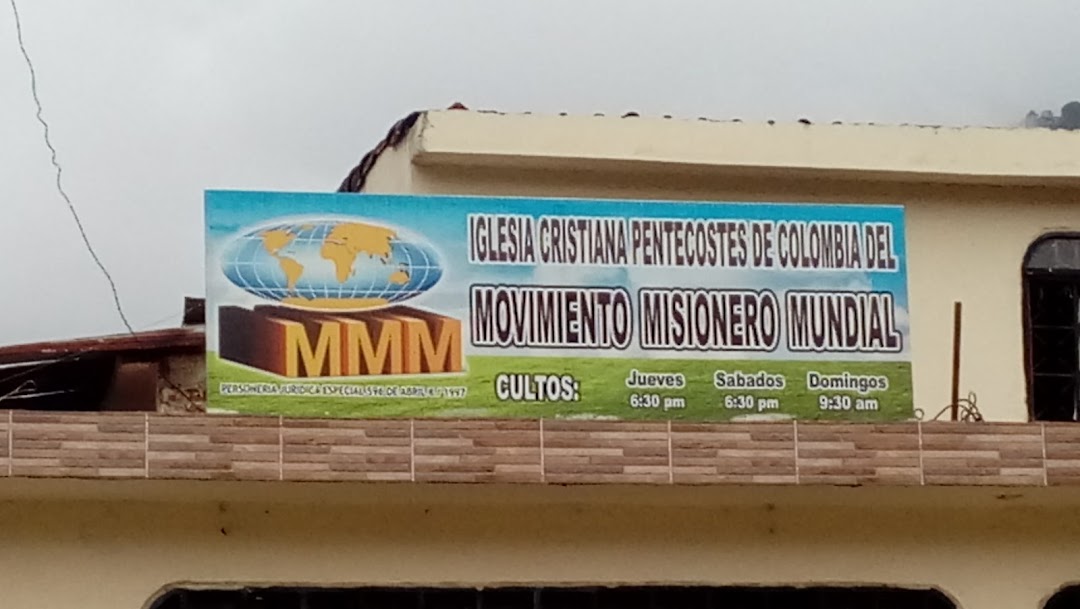 IGLESIA CRISTIANA PENTECOSTES DE COLOMBIA DEL
MOVIMIENTO MISIONERO MUNDIAL
MMM
PERSONERIA JURIDICA ESPECIAL 596 DE ABRIL 1997
CULTOS:
Jueves Sabados Domingos
6:30 pm 6:30 pm 9:30 am